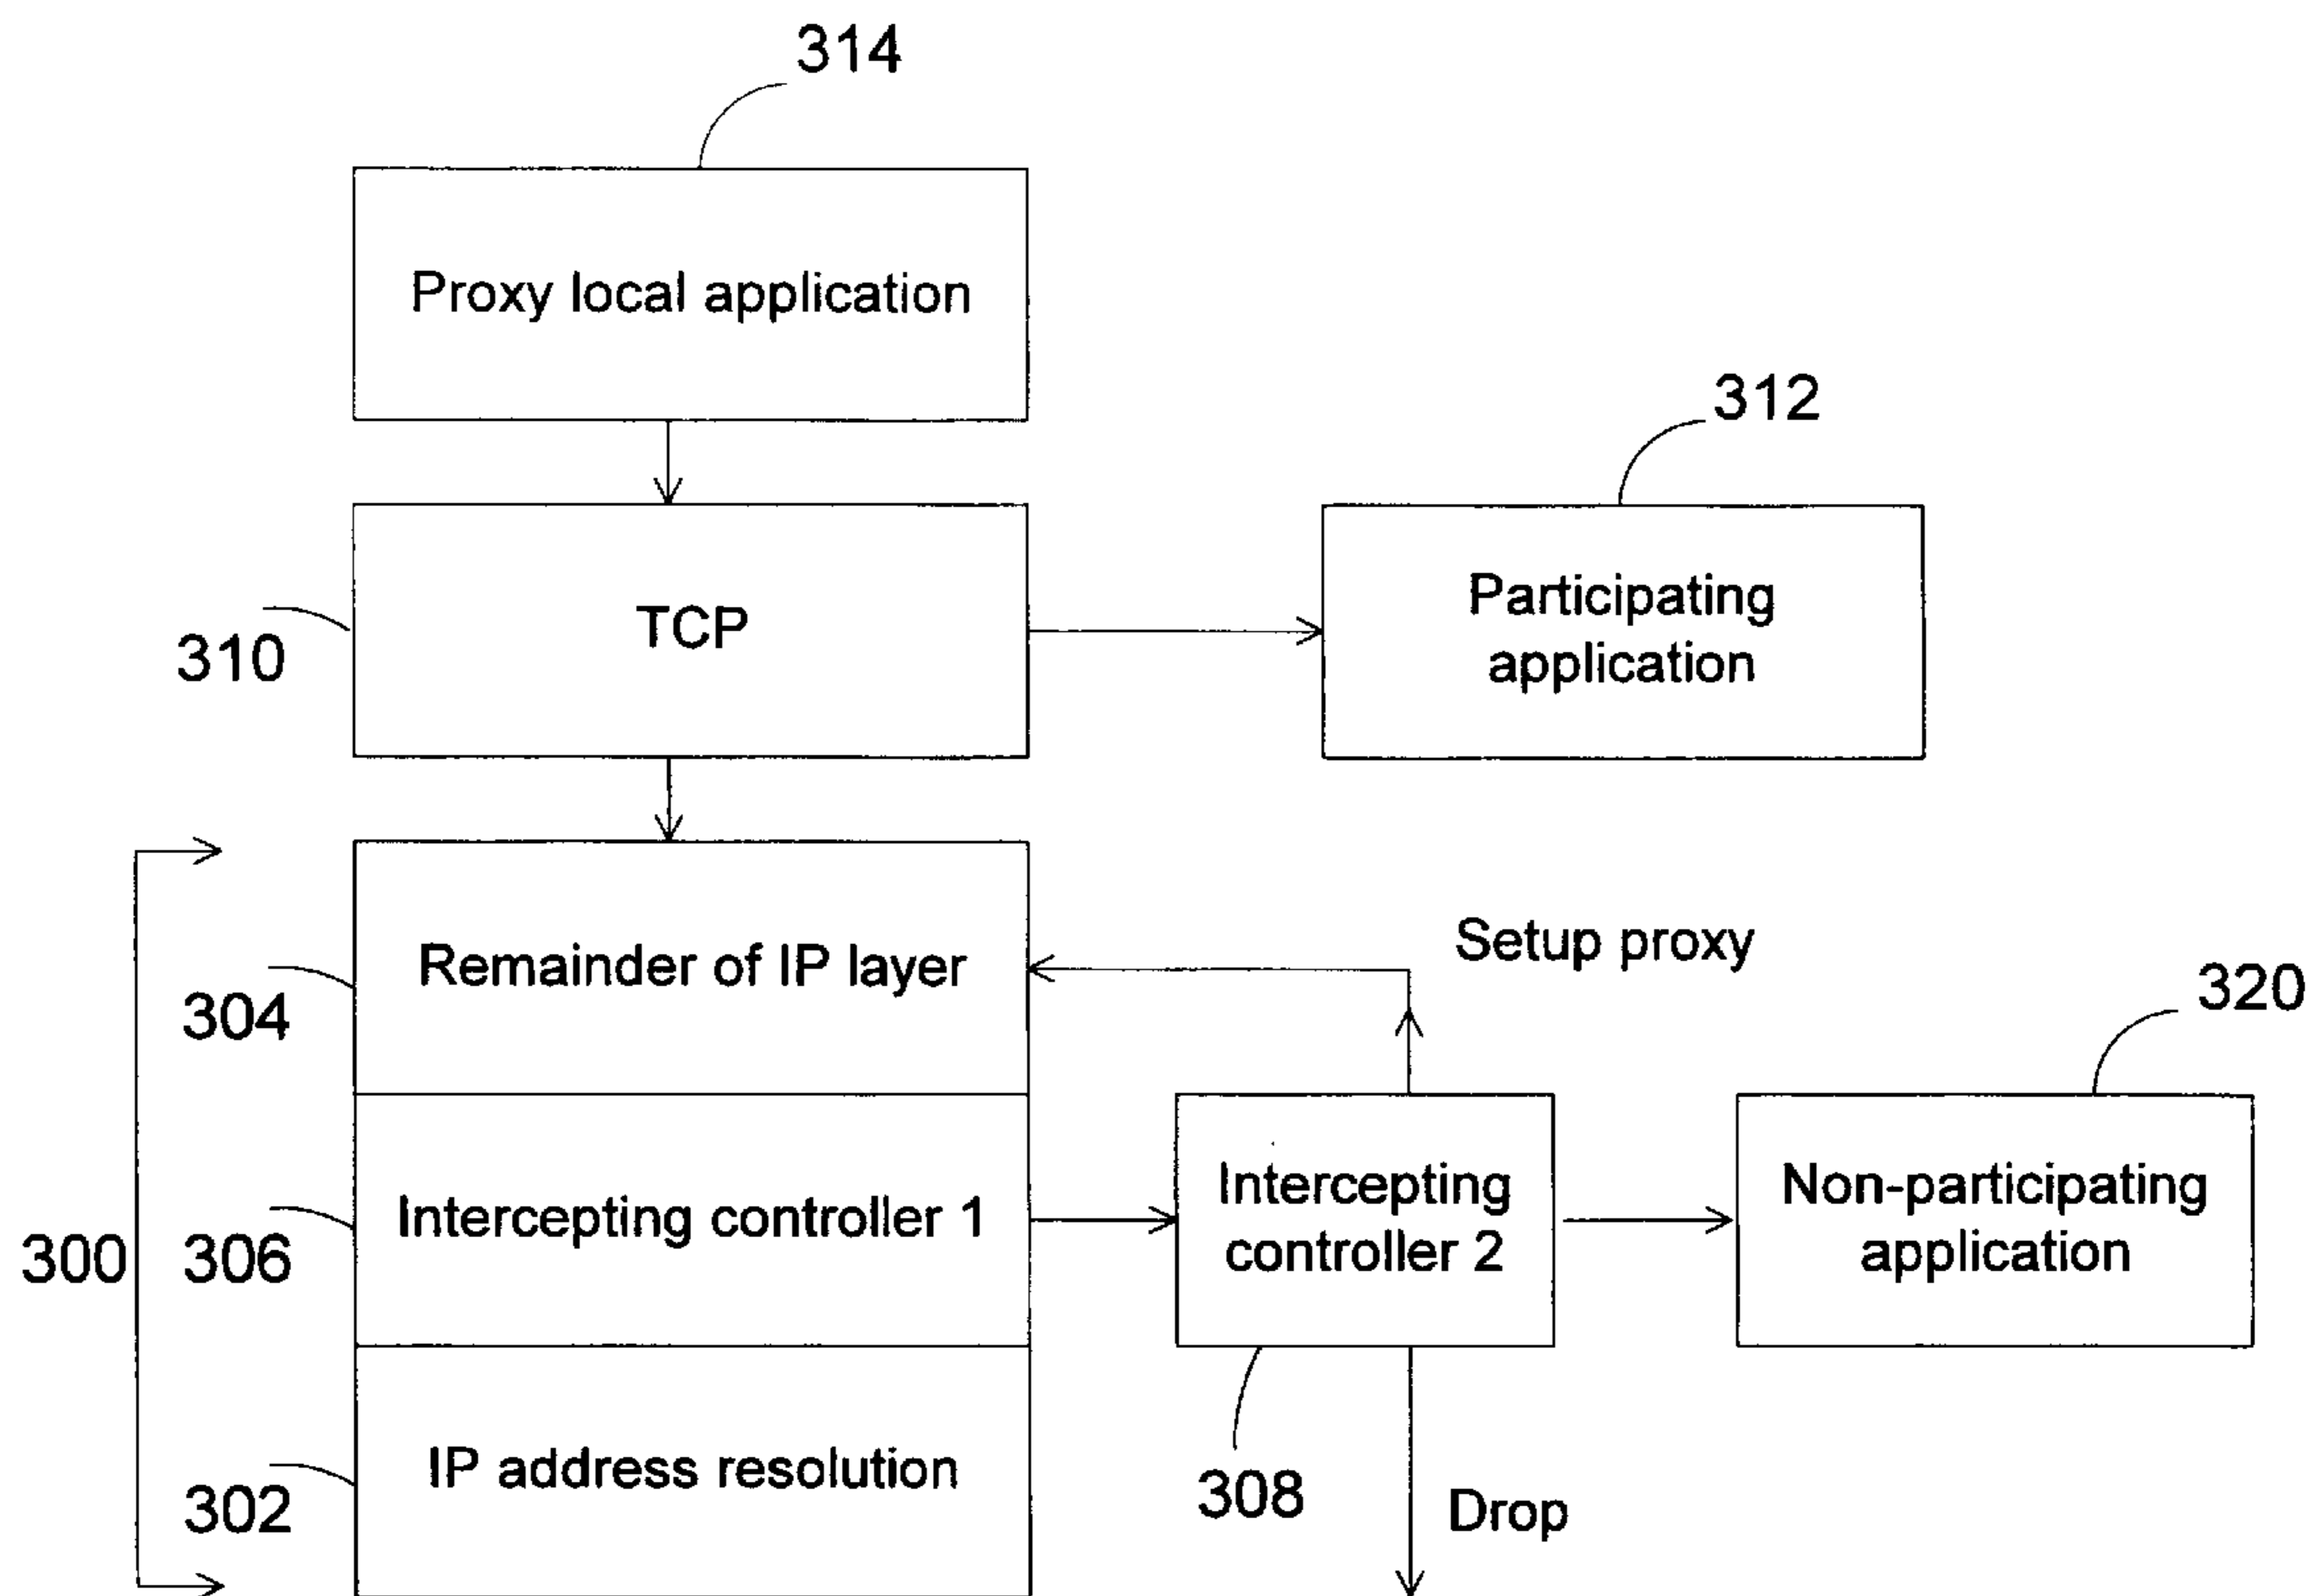 314
Proxy local application
312
TCP
Participating
application
310
Setup proxy
Remainder of IP layer
320
304
Intercepting controller 1
Intercepting
controller 2
Non-participating
application
300
306
IP address resolution
308
302
Drop